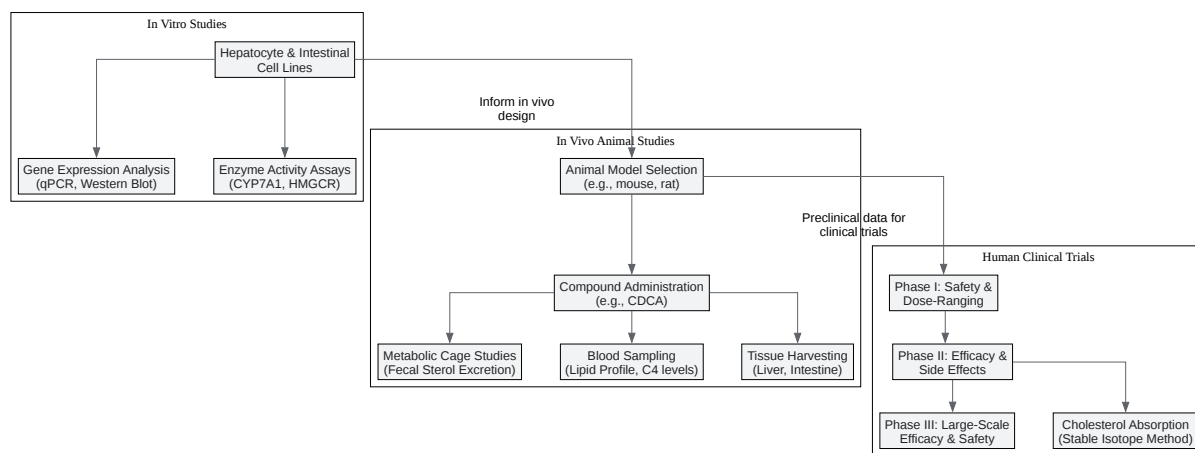 In Vitro Studies
Hepatocyte & Intestinal
Cell Lines
Gene Expression Analysis
(qPCR, Western Blot)
Enzyme Activity Assays
(CYP7A1, HMGCR)
Inform in vivo
design
In Vivo Animal Studies
Animal Model Selection
(e.g., mouse, rat)
Compound Administration
(e.g., CDCA)
Metabolic Cage Studies
(Fecal Sterol Excretion)
Blood Sampling
(Lipid Profile, C4 levels)
Tissue Harvesting
(Liver, Intestine)
Preclinical data for
clinical trials
Human Clinical Trials
Phase I: Safety &
Dose-Ranging
Phase II: Efficacy &
Side Effects
Phase III: Large-Scale
Efficacy & Safety
Cholesterol Absorption
(Stable Isotope Method)